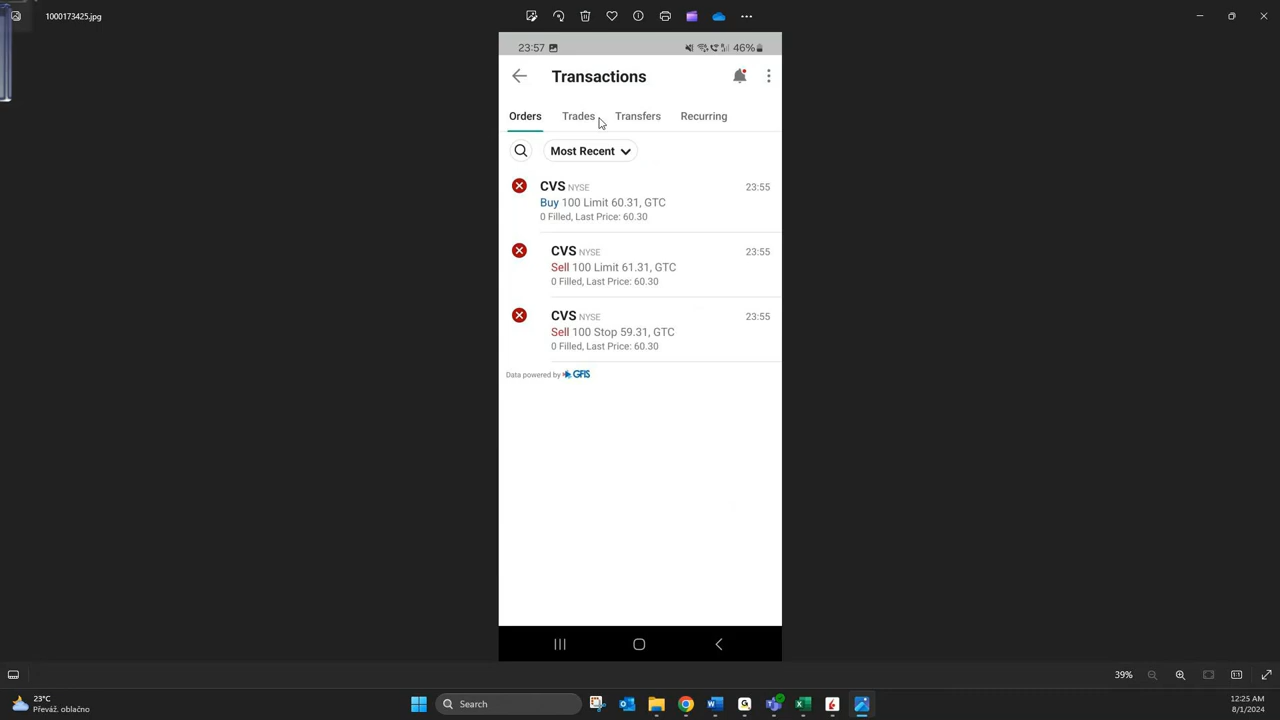 1000173425.jpg
23:57
46%
Transactions
Orders Trades Transfers Recurring
Most Recent
CVS NYSE 23:55
Buy 100 Limit 60.31, GTC
0 Filled, Last Price: 60.30
CVS NYSE 23:55
Sell 100 Limit 61.31, GTC
0 Filled, Last Price: 60.30
CVS NYSE 23:55
Sell 100 Stop 59.31, GTC
0 Filled, Last Price: 60.30
Data powered by GFIS
39%
23°C
Převáž. oblačno
Search
12:25 AM
8/1/2024